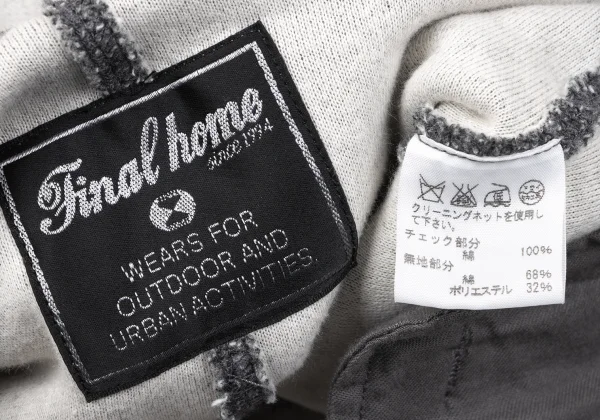 Final home
since 1994
WEARS FOR
OUTDOOR AND
URBAN ACTIVITIES.
クリーニングネットを使用し
て下さい。
チェック部分
綿 100%
無地部分
綿 68%
ポリエステル 32%